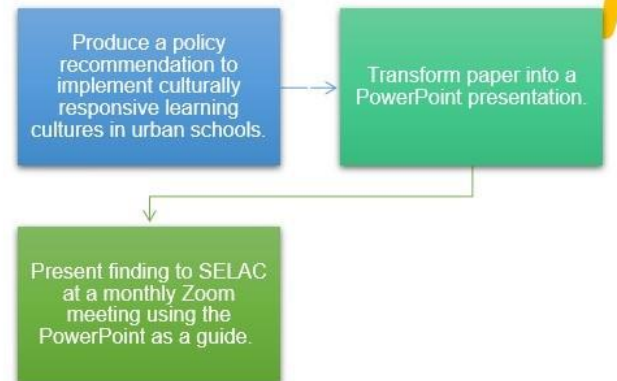 Produce a policy
recommendation to
implement culturally
responsive learning
cultures in urban schools.
Transform paper into a
PowerPoint presentation.
Present finding to SELAC
at a monthly Zoom
meeting using the
PowerPoint as a guide.